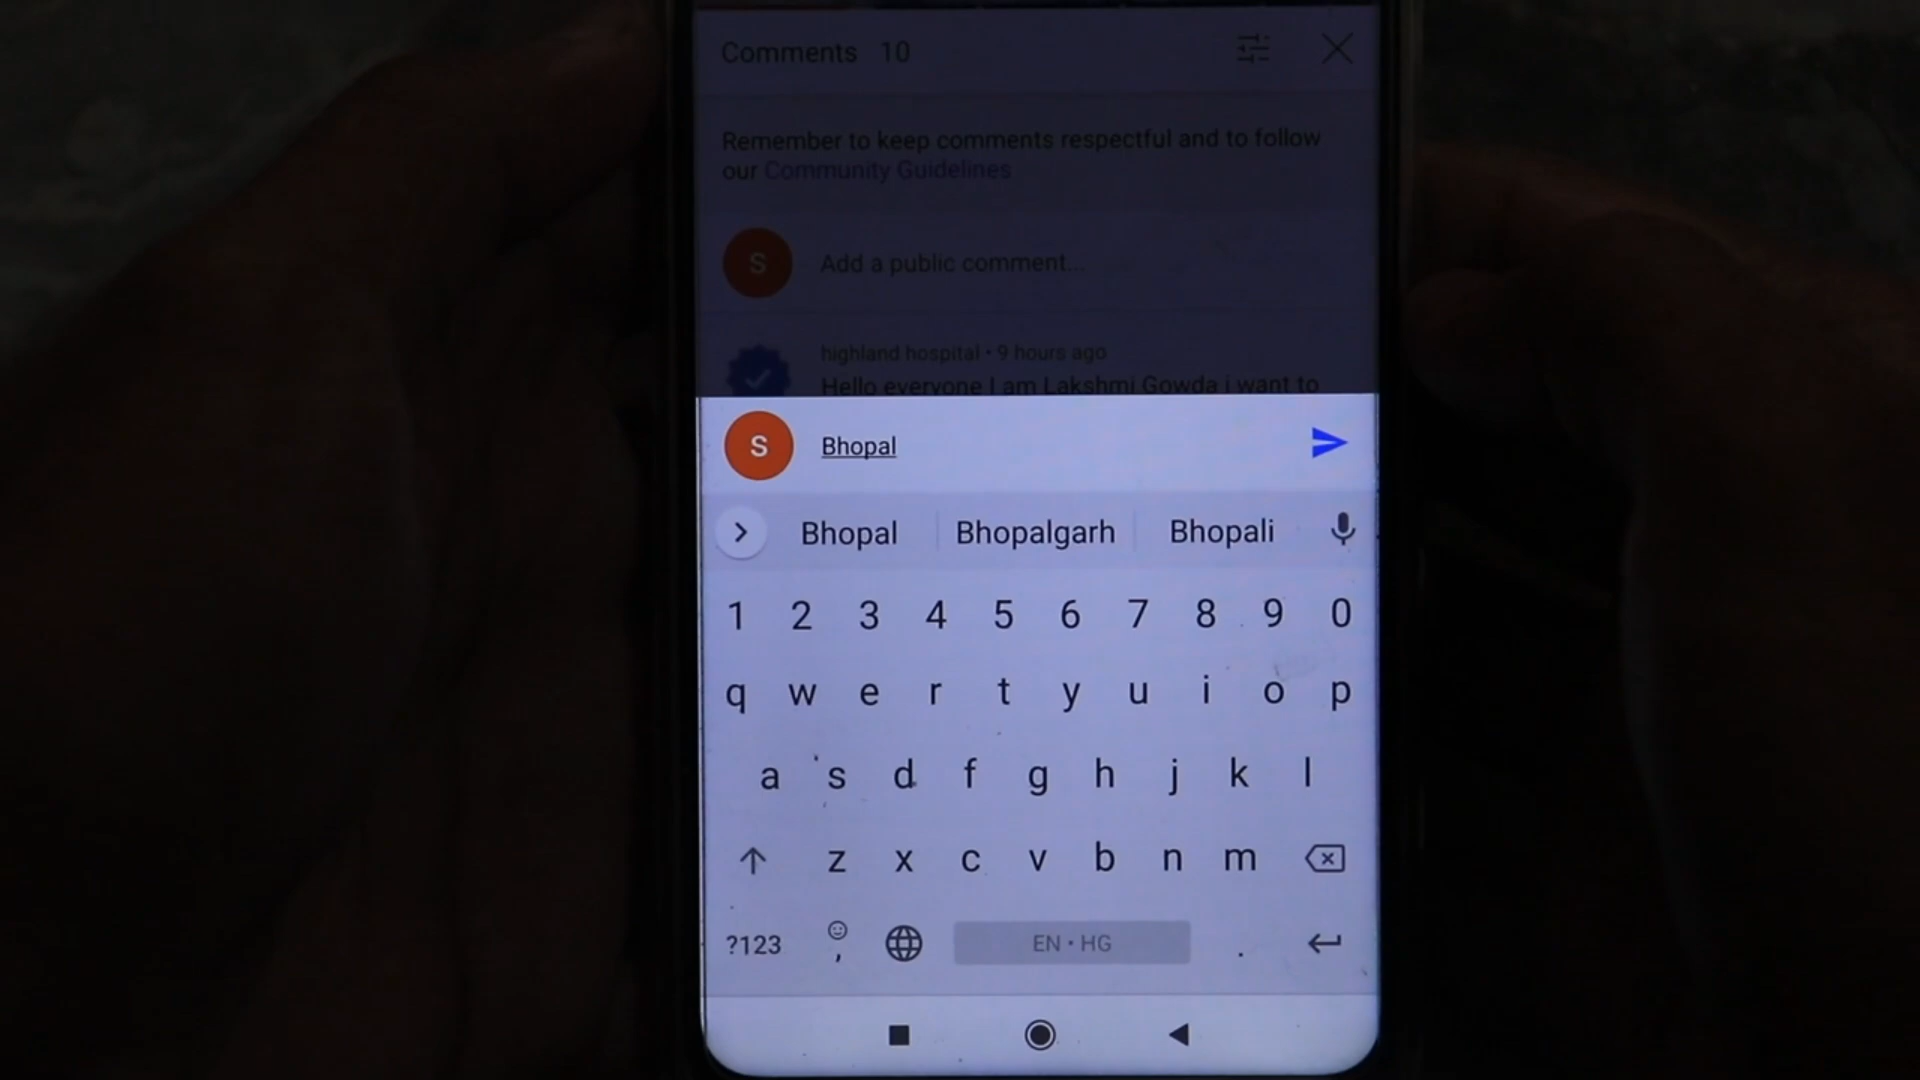 Comments 10
Remember to keep comments respectful and to follow
our Community Guidelines
S Add a public comment...
highland hospital • 9 hours ago
Hello everyone I am Lakshmi Gowda i want to
S Bhopal
Bhopal Bhopalgarh Bhopali
1 2 3 4 5 6 7 8 9 0
q w e r t y u i o p
a s d f g h j k l
z x c v b n m
?123 , EN • HG .